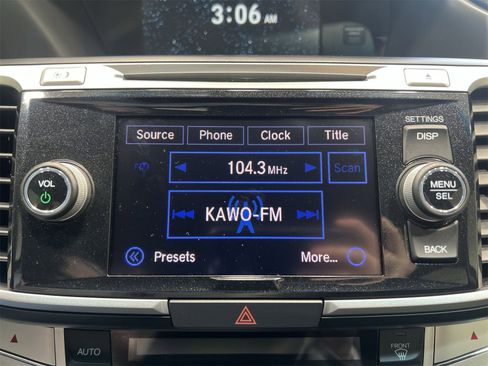 3:06 AM
SETTINGS
Source Phone Clock Title
DISP
FM 104.3 MHz Scan
VOL
MENU/SEL
KAWO-FM
BACK
Presets More...
AUTO
FRONT